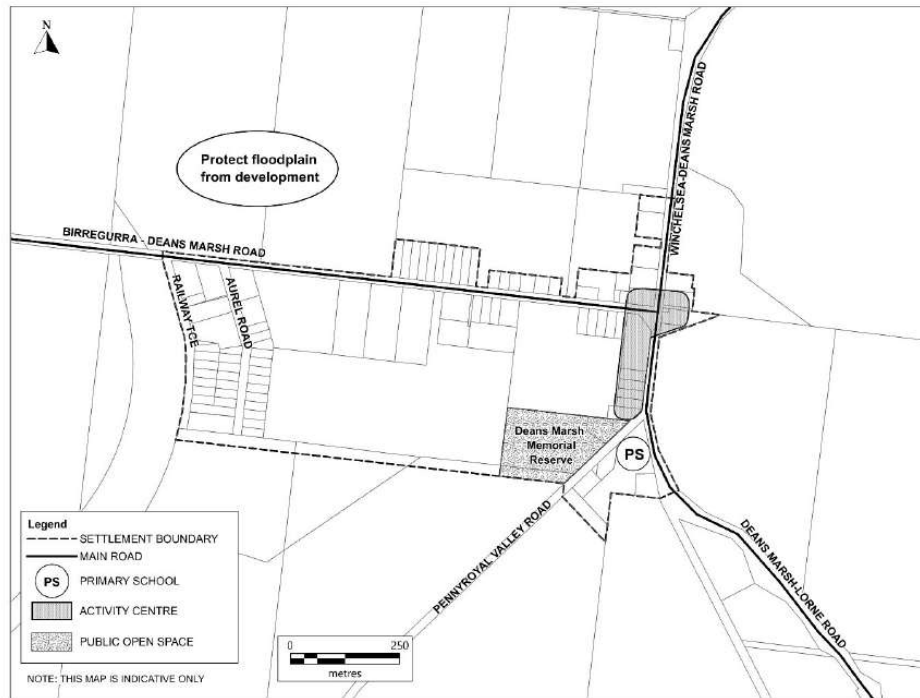 N
Protect floodplain
from development
BIRREGURRA - DEANS MARSH ROAD
WINCHELSEA-DEANS MARSH ROAD
RAILWAY TCE
AUREL ROAD
Deans Marsh
Memorial
Reserve
PS
PENNYROYAL VALLEY ROAD
DEANS MARSH-LORNE ROAD
Legend
SETTLEMENT BOUNDARY
MAIN ROAD
PS PRIMARY SCHOOL
ACTIVITY CENTRE
PUBLIC OPEN SPACE
NOTE: THIS MAP IS INDICATIVE ONLY
0 250
metres